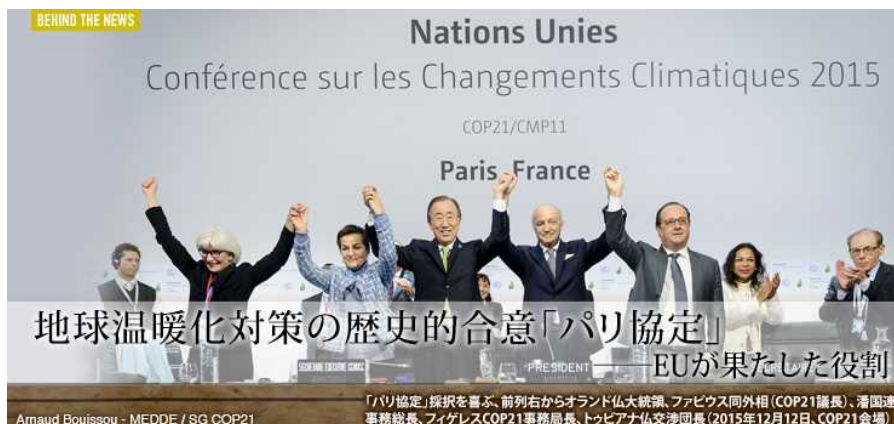 BEHIND THE NEWS
Nations Unies
Conférence sur les Changements Climatiques 2015
COP21/CMP11
Paris, France
地球温暖化対策の歴史的合意「パリ協定」
PRESIDENT
——EUが果たした役割
「パリ協定」採択を喜ぶ、前列右からオランド仏大統領、ファビウス同外相(COP21議長)、潘国連
事務総長、フィゲレスCOP21事務局長、トゥビアナ仏交渉団長(2015年12月12日、COP21会場)
Arnaud Bouissou - MEDDE / SG COP21